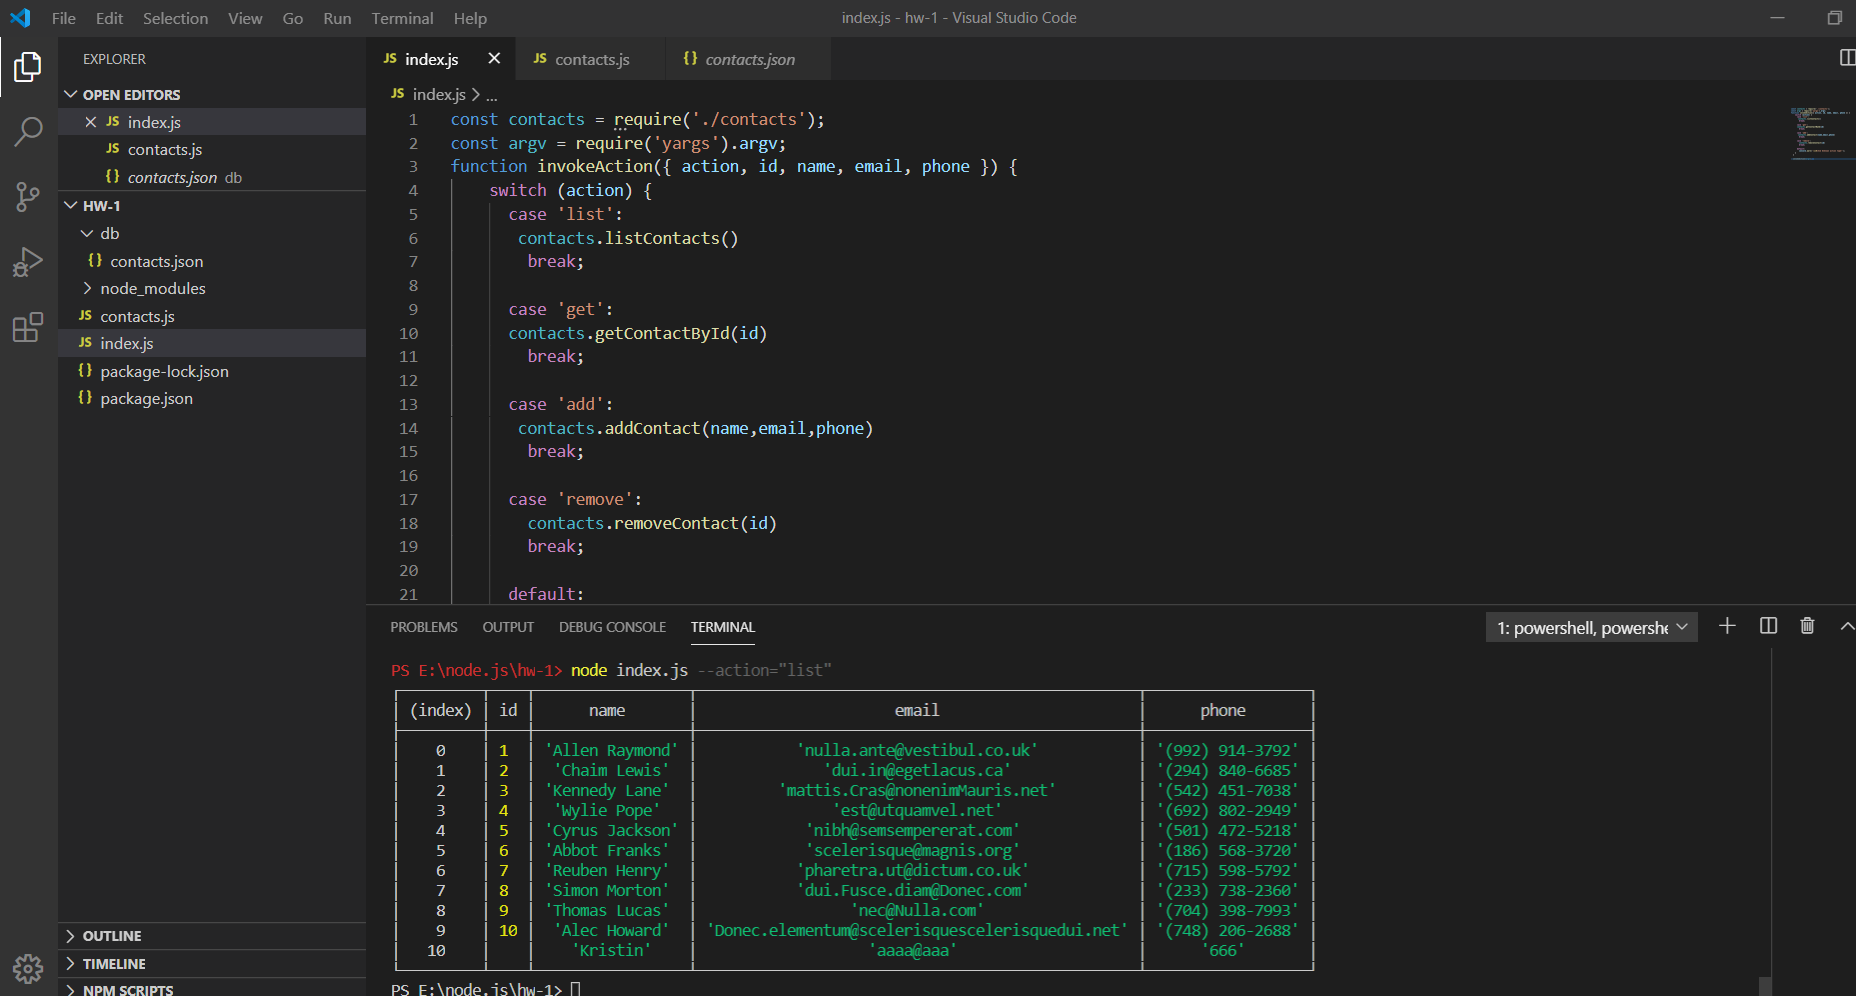 File Edit Selection View Go Run Terminal Help
index.js - hw-1 - Visual Studio Code
EXPLORER
OPEN EDITORS
JS index.js
JS contacts.js
{} contacts.json db
HW-1
db
{} contacts.json
node_modules
JS contacts.js
JS index.js
{} package-lock.json
{} package.json
OUTLINE
TIMELINE
NPM SCRIPTS
JS index.js
JS contacts.js
{} contacts.json
JS index.js > ...
1 const contacts = require('./contacts');
2 const argv = require('yargs').argv;
3 function invokeAction({ action, id, name, email, phone }) {
4 switch (action) {
5 case 'list':
6 contacts.listContacts()
7 break;
8
9 case 'get':
10 contacts.getContactById(id)
11 break;
12
13 case 'add':
14 contacts.addContact(name,email,phone)
15 break;
16
17 case 'remove':
18 contacts.removeContact(id)
19 break;
20
21 default:
PROBLEMS OUTPUT DEBUG CONSOLE TERMINAL
1: powershell, powershe
PS E:\node.js\hw-1> node index.js --action="list"
(index) id name email phone
0 1 'Allen Raymond' 'nulla.ante@vestibul.co.uk' '(992) 914-3792'
1 2 'Chaim Lewis' 'dui.in@egetlacus.ca' '(294) 840-6685'
2 3 'Kennedy Lane' 'mattis.Cras@nonenimMauris.net' '(542) 451-7038'
3 4 'Wylie Pope' 'est@utquamvel.net' '(692) 802-2949'
4 5 'Cyrus Jackson' 'nibh@semsempererat.com' '(501) 472-5218'
5 6 'Abbot Franks' 'scelerisque@magnis.org' '(186) 568-3720'
6 7 'Reuben Henry' 'pharetra.ut@dictum.co.uk' '(715) 598-5792'
7 8 'Simon Morton' 'dui.Fusce.diam@Donec.com' '(233) 738-2360'
8 9 'Thomas Lucas' 'nec@Nulla.com' '(704) 398-7993'
9 10 'Alec Howard' 'Donec.elementum@scelerisquescelerisquedui.net' '(748) 206-2688'
10 'Kristin' 'aaaa@aaa' '666'
PS E:\node.js\hw-1>